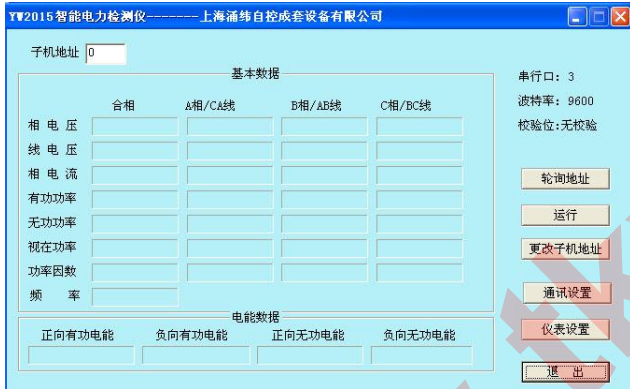 YW2015智能电力检测仪-------上海涌纬自控成套设备有限公司
子机地址 0
基本数据
合相 A相/CA线 B相/AB线 C相/BC线
相电压
线电压
相电流
有功功率
无功功率
视在功率
功率因数
频率
电能数据
正向有功电能 负向有功电能 正向无功电能 负向无功电能
串行口: 3
波特率: 9600
校验位:无校验
轮询地址
运行
更改子机地址
通讯设置
仪表设置
退出